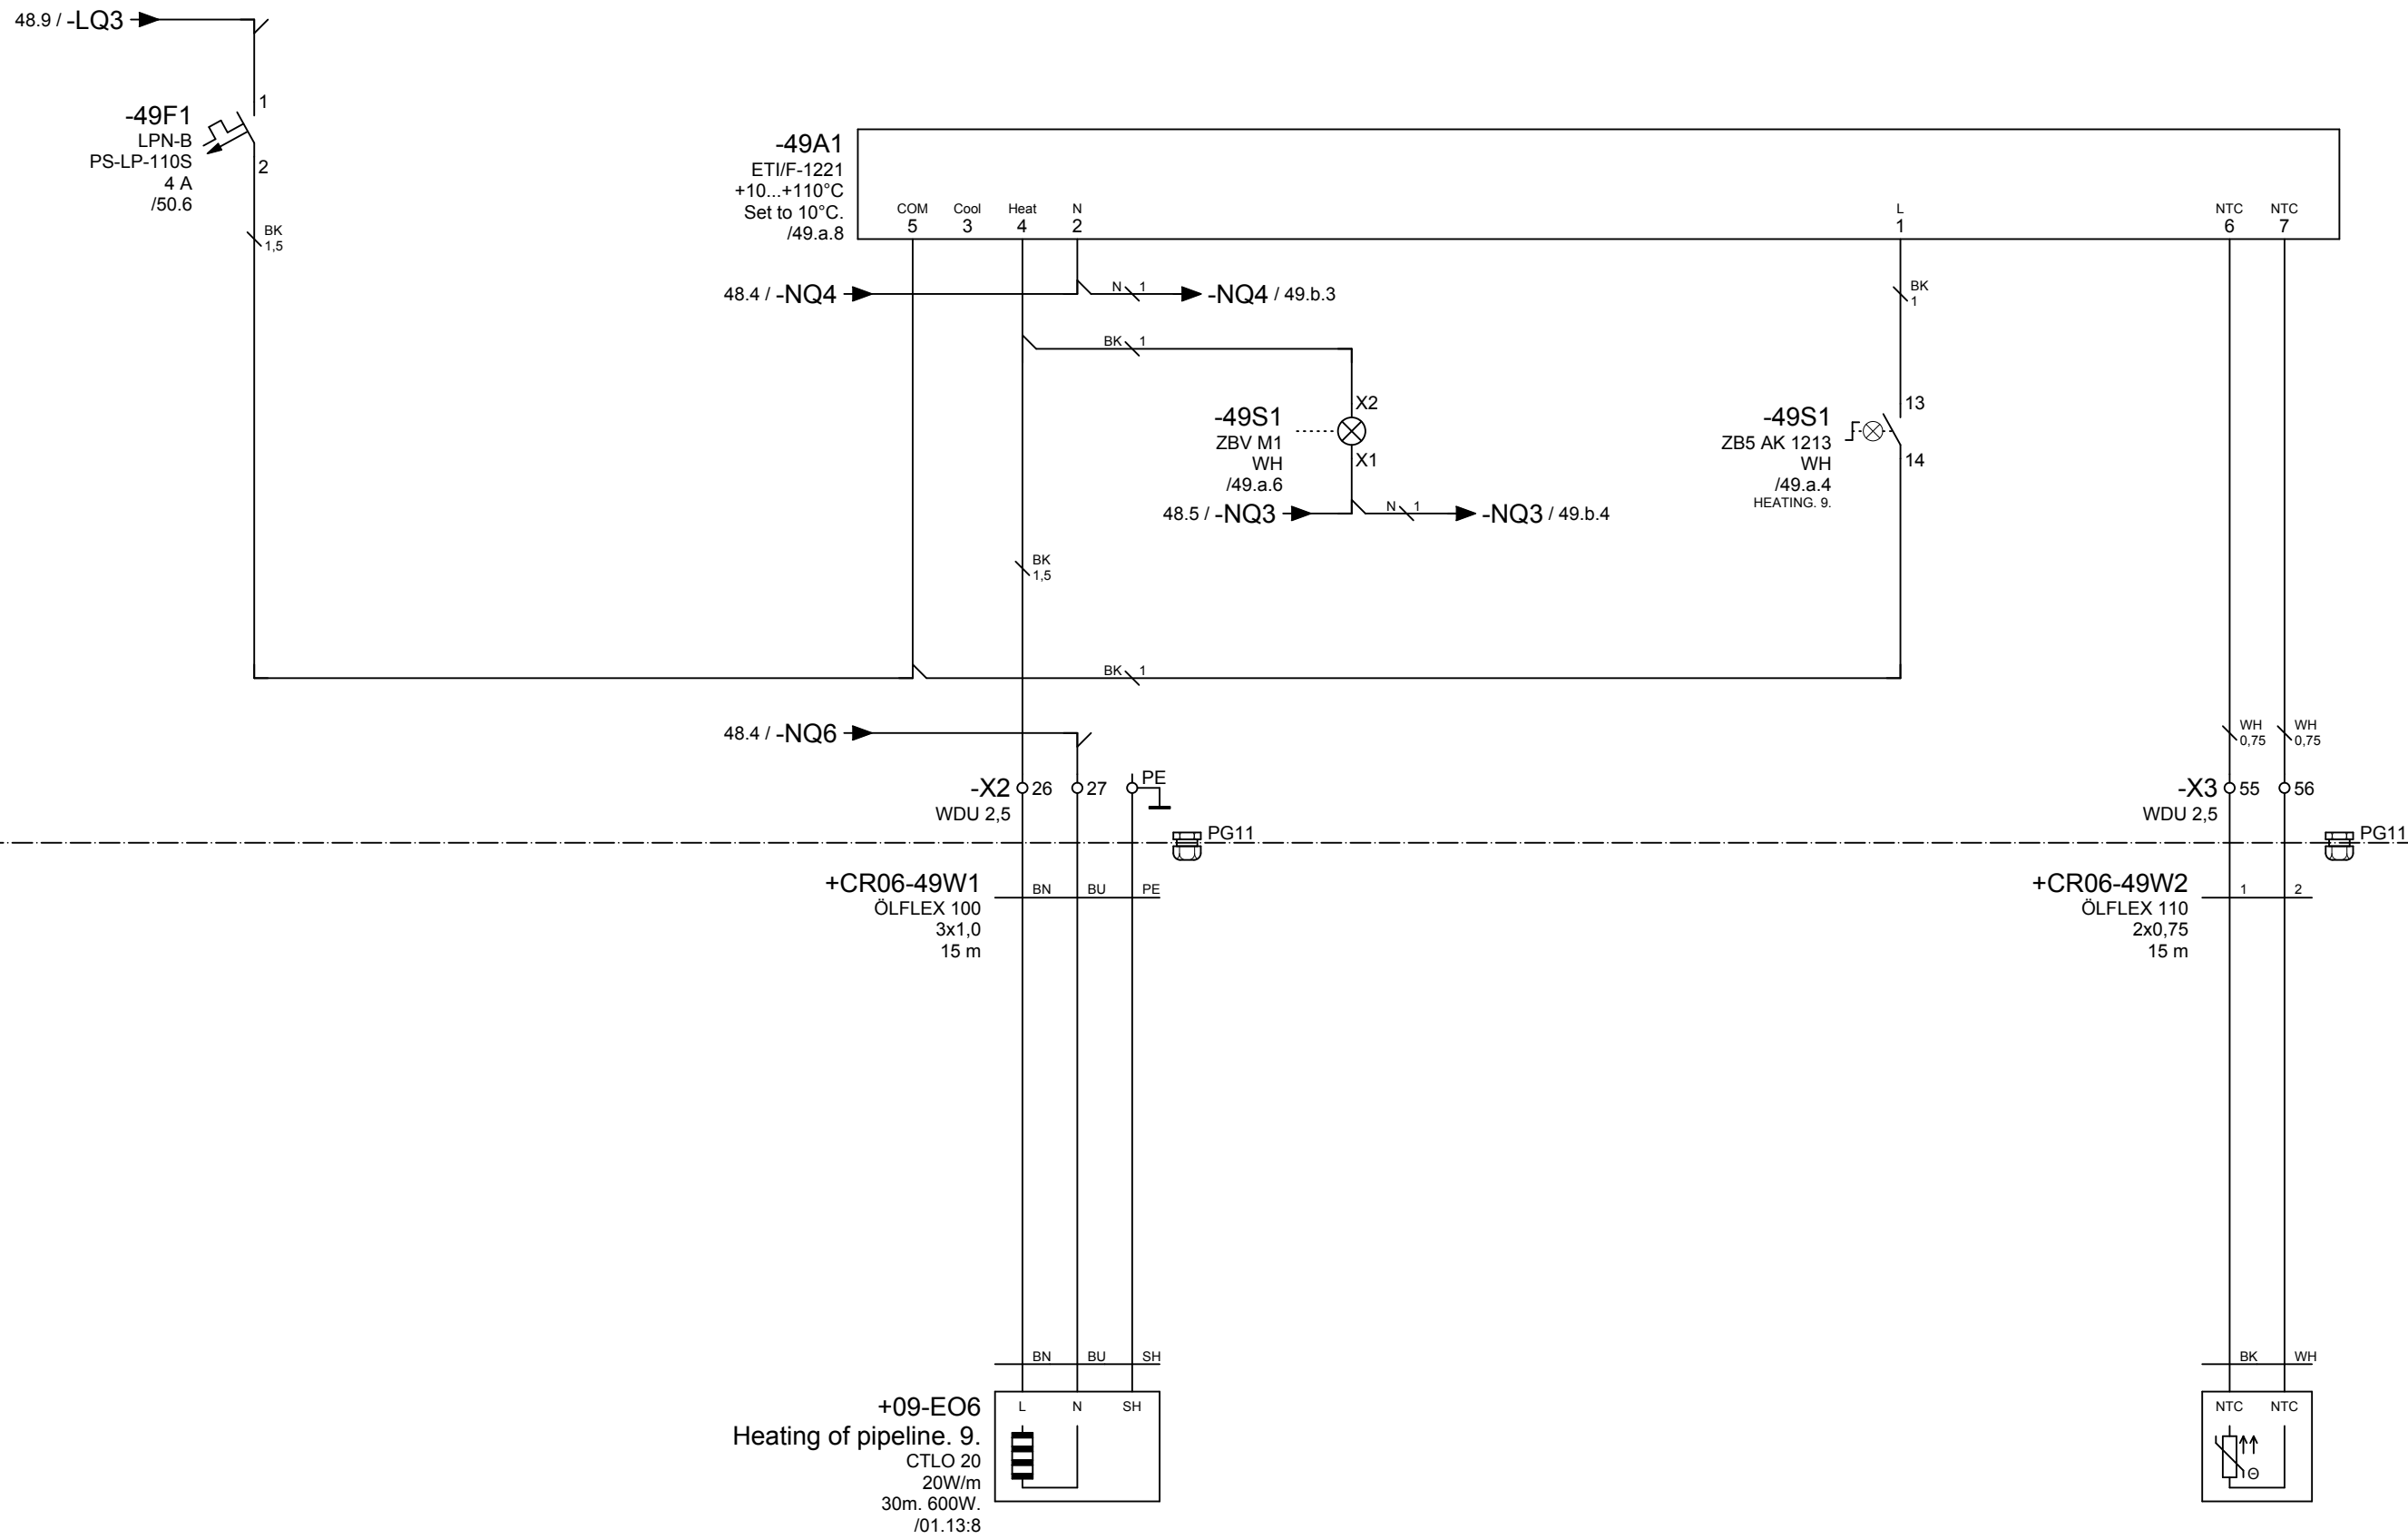 48.9 / -LQ3
1
-49F1
LPN-B
PS-LP-110S
4 A
/50.6
2
BK
1,5
-49A1
ETI/F-1221
+10...+110°C
Set to 10°C.
/49.a.8
COM Cool Heat N L NTC NTC
5 3 4 2 1 6 7
48.4 / -NQ4
N 1
-NQ4 / 49.b.3
BK
1
BK 1
-49S1
ZBV M1
WH
/49.a.6
X2
X1
-49S1
ZB5 AK 1213
WH
/49.a.4
HEATING. 9.
13
14
48.5 / -NQ3
N 1
-NQ3 / 49.b.4
BK
1,5
BK 1
48.4 / -NQ6
WH
0,75
WH
0,75
-X2 26 27 PE
WDU 2,5
-X3 55 56
WDU 2,5
PG11
PG11
+CR06-49W1
ÖLFLEX 100
3x1,0
15 m
BN BU PE
+CR06-49W2
ÖLFLEX 110
2x0,75
15 m
1 2
BN BU SH
BK WH
+09-EO6
Heating of pipeline. 9.
CTLO 20
20W/m
30m. 600W.
/01.13:8
L N SH
NTC NTC
Θ